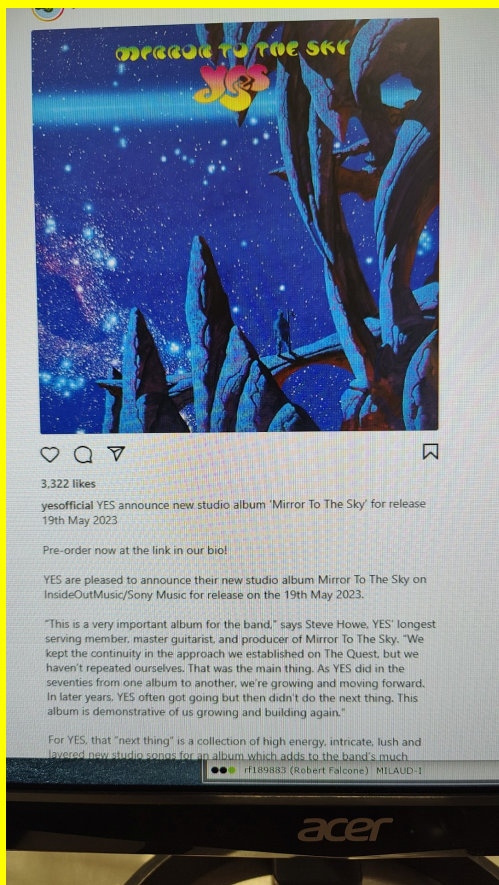 MIRROR TO THE SKY
YES
3,322 likes
yesofficial YES announce new studio album 'Mirror To The Sky' for release
19th May 2023
Pre-order now at the link in our bio!
YES are pleased to announce their new studio album Mirror To The Sky on
InsideOutMusic/Sony Music for release on the 19th May 2023.
"This is a very important album for the band," says Steve Howe, YES' longest
serving member, master guitarist, and producer of Mirror To The Sky. "We
kept the continuity in the approach we established on The Quest, but we
haven't repeated ourselves. That was the main thing. As YES did in the
seventies from one album to another, we're growing and moving forward.
In later years, YES often got going but then didn't do the next thing. This
album is demonstrative of us growing and building again."
For YES, that "next thing" is a collection of high energy, intricate, lush and
layered new studio songs for an album which adds to the band's much
rf189883 (Robert Falcone) MILAUD-1
acer